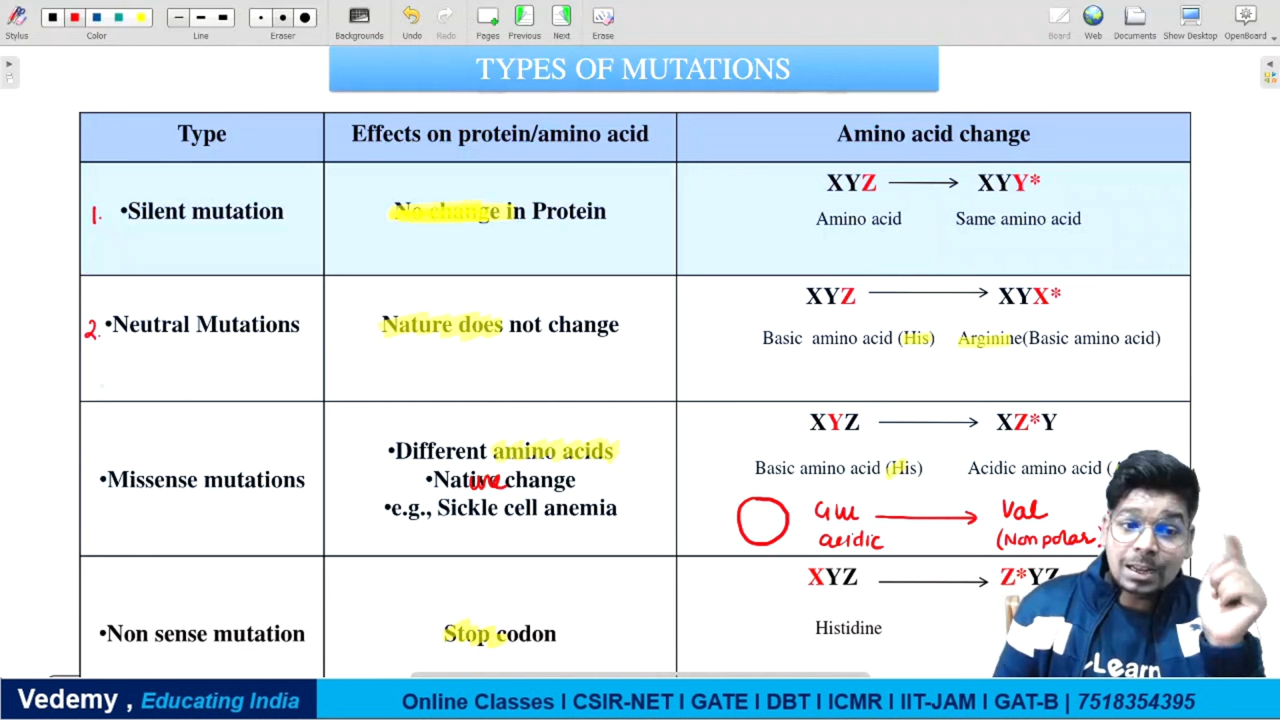 Stylus Color Line Eraser Backgrounds Undo Redo Pages Previous Next Erase Board Web Documents Show Desktop OpenBoard
TYPES OF MUTATIONS
Type Effects on protein/amino acid Amino acid change
1. •Silent mutation No change in Protein XYZ XYY*
Amino acid Same amino acid
2. •Neutral Mutations Nature does not change XYZ XYX*
Basic amino acid (His) Arginine(Basic amino acid)
•Missense mutations
•Different amino acids
•Native change
•e.g., Sickle cell anemia
XYZ XZ*Y
Basic amino acid (His) Acidic amino acid (
Glu Val
acidic (Non polar)
•Non sense mutation Stop codon
XYZ Z*YZ
Histidine
Learn
Vedemy , Educating India
Online Classes I CSIR-NET I GATE I DBT I ICMR I IIT-JAM I GAT-B | 7518354395